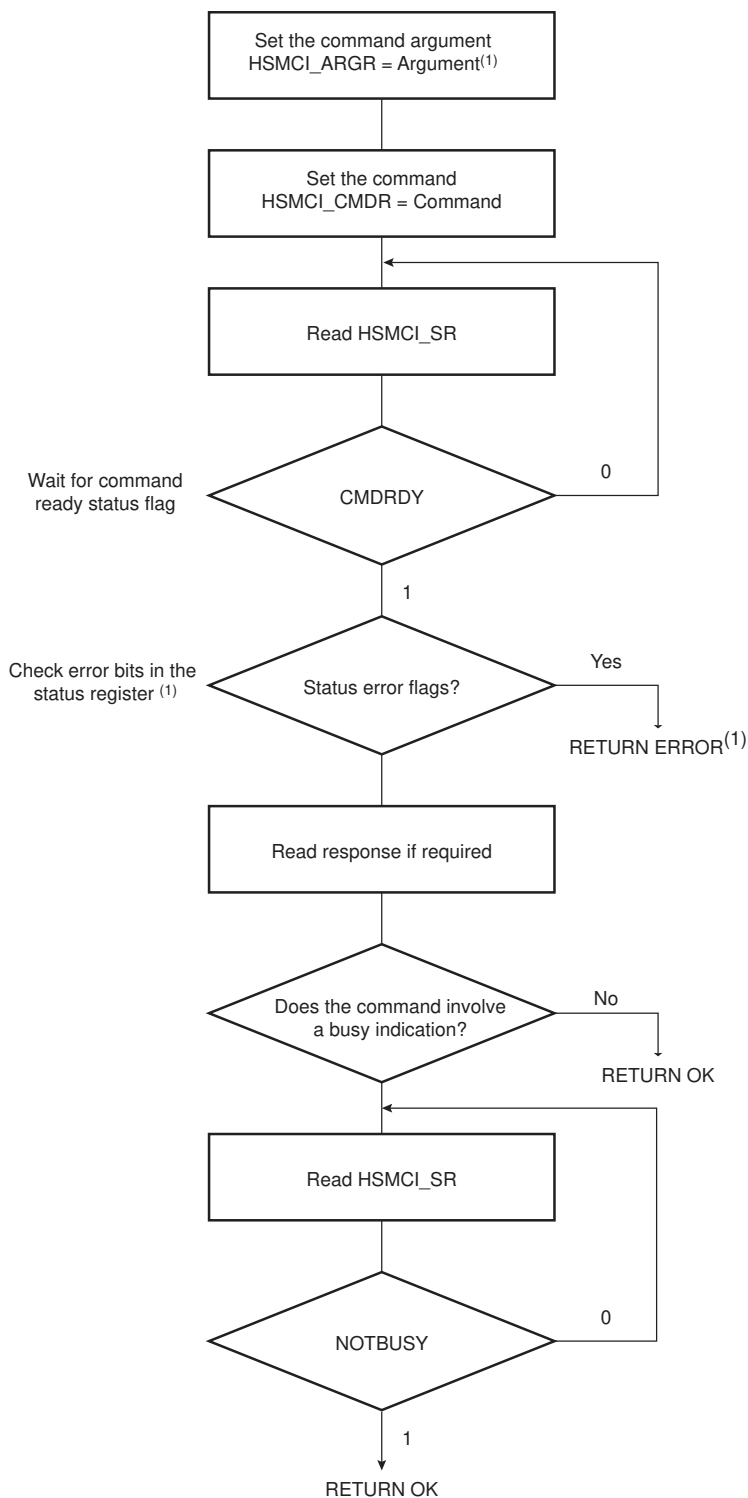 Set the command argument
HSMCI_ARGR = Argument(1)
Set the command
HSMCI_CMDR = Command
Read HSMCI_SR
Wait for command
ready status flag
CMDRDY
0
1
Check error bits in the
status register (1)
Status error flags?
Yes
RETURN ERROR(1)
Read response if required
Does the command involve
a busy indication?
No
RETURN OK
Read HSMCI_SR
NOTBUSY
0
1
RETURN OK